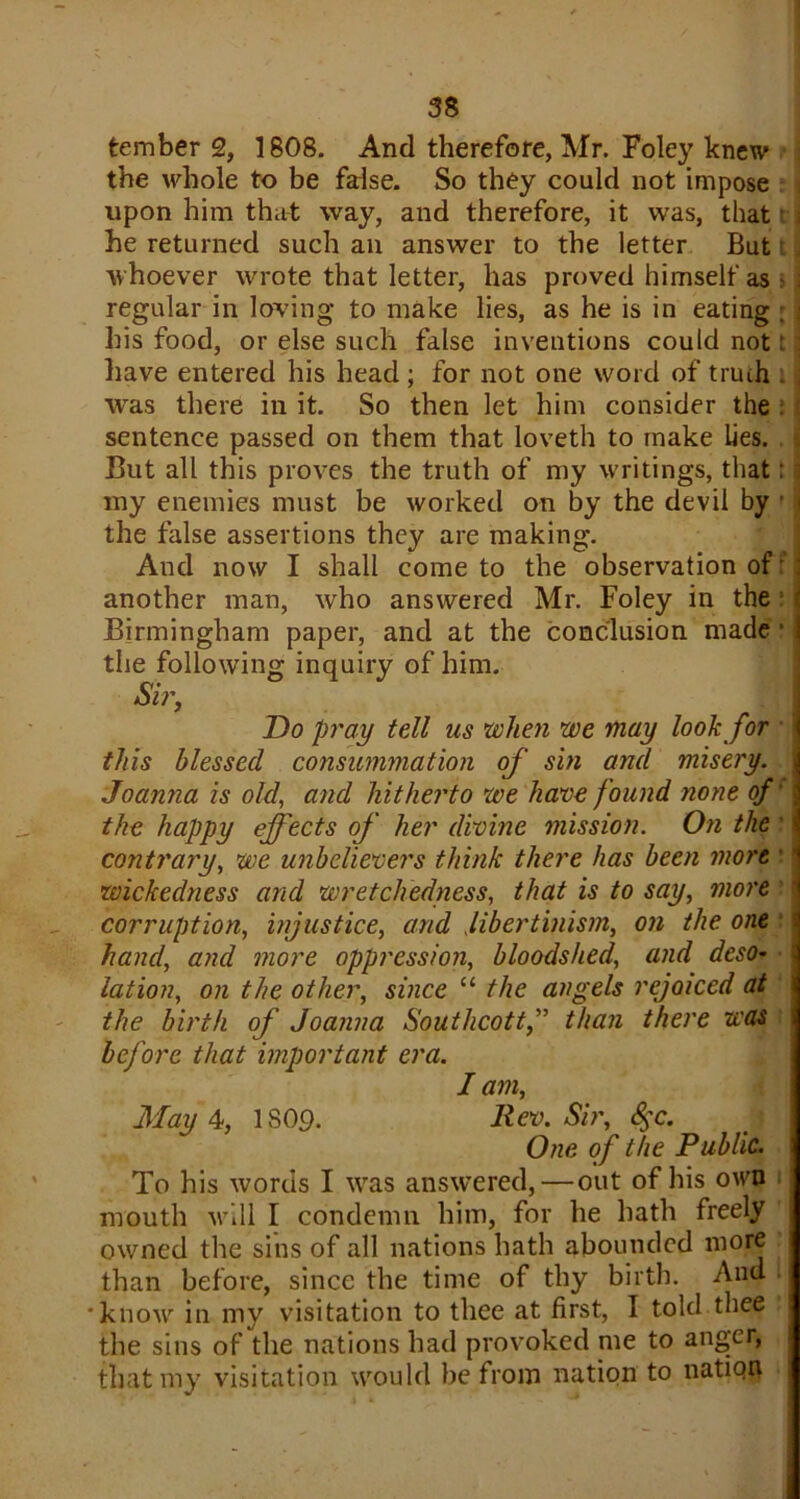 38
tember 2, 1808. And therefore, Mr. Foley knew
the whole to be false. So they could not impose
upon him that way, and therefore, it was, that
he returned such an answer to the letter But
whoever wrote that letter, has proved himself as
regular in loving to make lies, as he is in eating
his food, or else such false inventions could not
have entered his head; for not one word of truth
was there in it. So then let him consider the
sentence passed on them that loveth to make lies.
But all this proves the truth of my writings, that
my enemies must be worked on by the devil by
the false assertions they are making.
And now I shall come to the observation of
another man, who answered Mr. Foley in the
Birmingham paper, and at the conclusion made
the following inquiry of him.
Sir,
Do pray tell us when we may look for
this blessed consummation of sin and misery.
Joanna is old, and hitherto we have found none of
the happy effects of her divine mission. On the
contrary, we unbelievers think there has been more
wickedness and wretchedness, that is to say, more
corruption, injustice, and libertinism, on the one
hand, and more oppression, bloodshed, and deso-
lation, on the other, since “ the angels rejoiced at
the birth of Joanna Southcott,” than there was
before that important era.
I am,
May 4, 1809. Rev. Sir, &c.
One of the Public.
To his words I was answered,—out of his own
mouth will I condemn him, for he hath freely
owned the sins of all nations hath abounded more
than before, since the time of thy birth. And
know in my visitation to thee at first, I told thee
the sins of the nations had provoked me to anger,
that my visitation would be from nation to nation